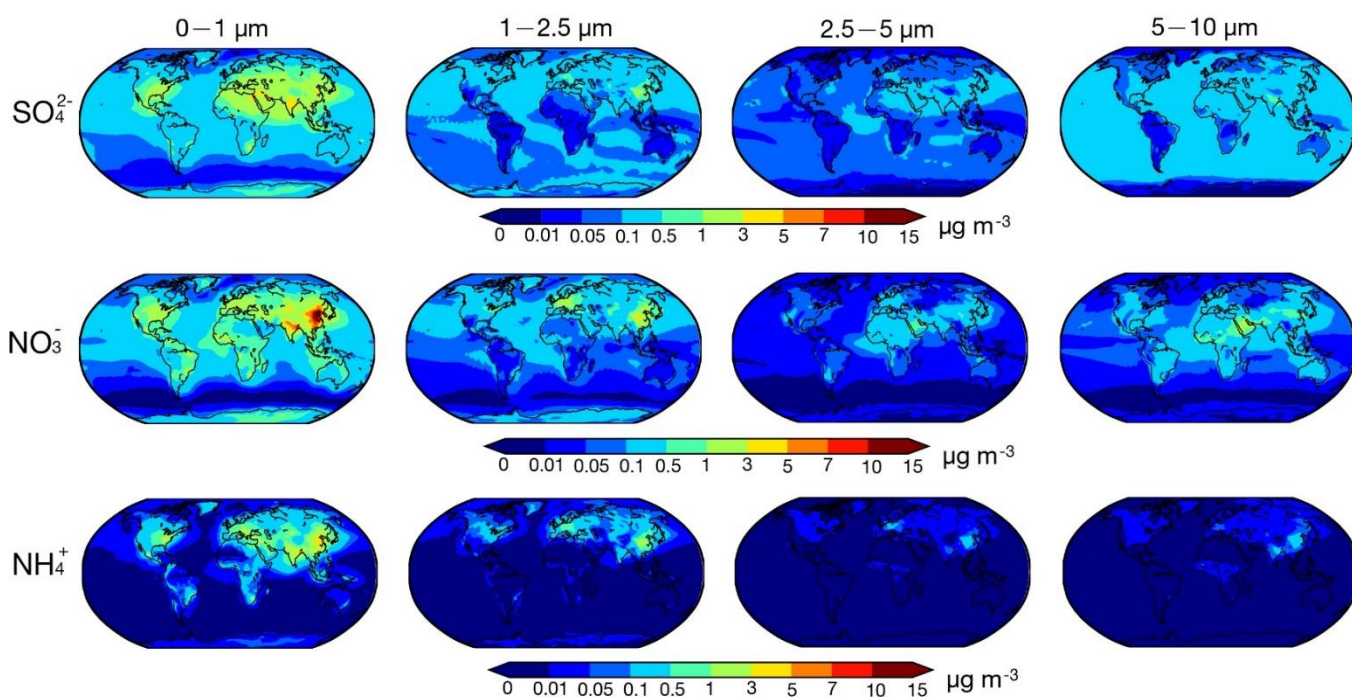 0—1 µm 1—2.5 µm 2.5—5 µm 5—10 µm
SO₄²⁻
0 0.01 0.05 0.1 0.5 1 3 5 7 10 15 µg m⁻³
NO₃⁻
0 0.01 0.05 0.1 0.5 1 3 5 7 10 15 µg m⁻³
NH₄⁺
0 0.01 0.05 0.1 0.5 1 3 5 7 10 15 µg m⁻³